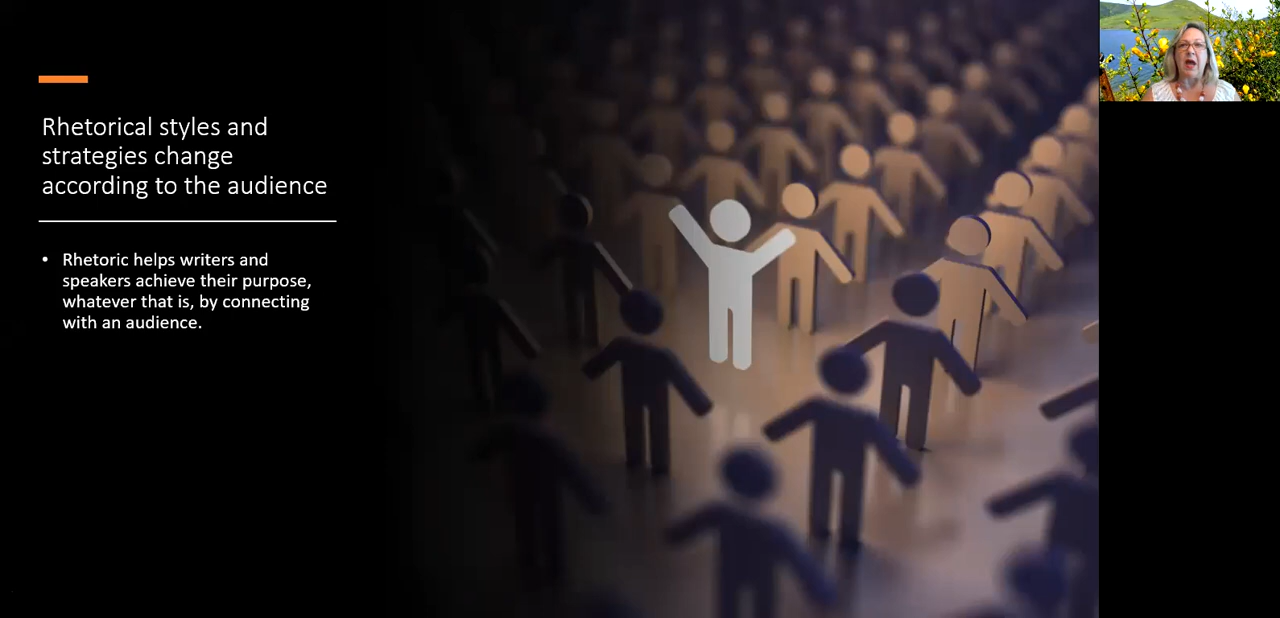 Rhetorical styles and
strategies change
according to the audience
• Rhetoric helps writers and
speakers achieve their purpose,
whatever that is, by connecting
with an audience.